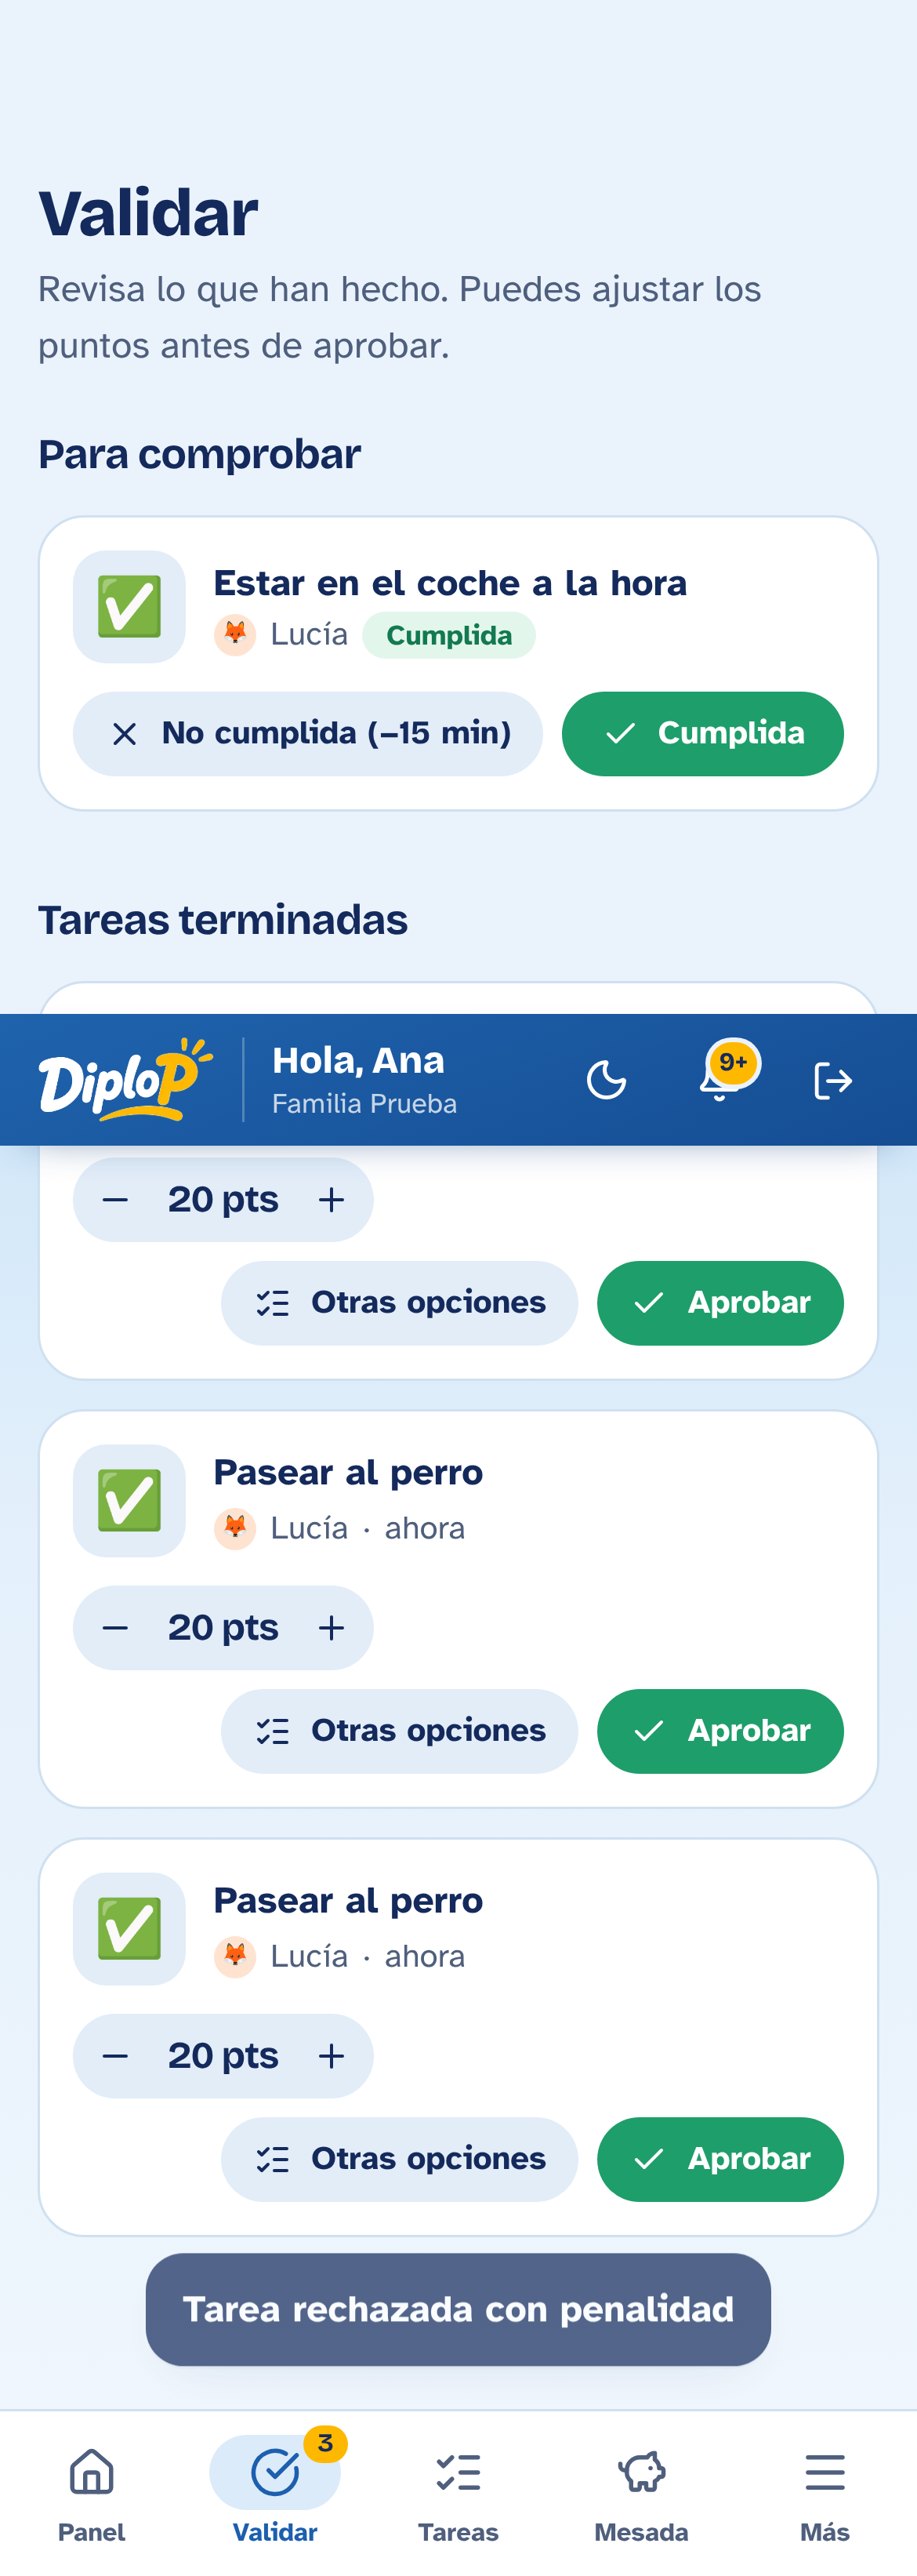 Validar
Revisa lo que han hecho. Puedes ajustar los
puntos antes de aprobar.
Para comprobar
Estar en el coche a la hora
Lucía Cumplida
No cumplida (−15 min) Cumplida
Tareas terminadas
DiploP
Hola, Ana
Familia Prueba
9+
20 pts
Otras opciones Aprobar
Pasear al perro
Lucía · ahora
20 pts
Otras opciones Aprobar
Pasear al perro
Lucía · ahora
20 pts
Otras opciones Aprobar
Tarea rechazada con penalidad
3
Panel Validar Tareas Mesada Más